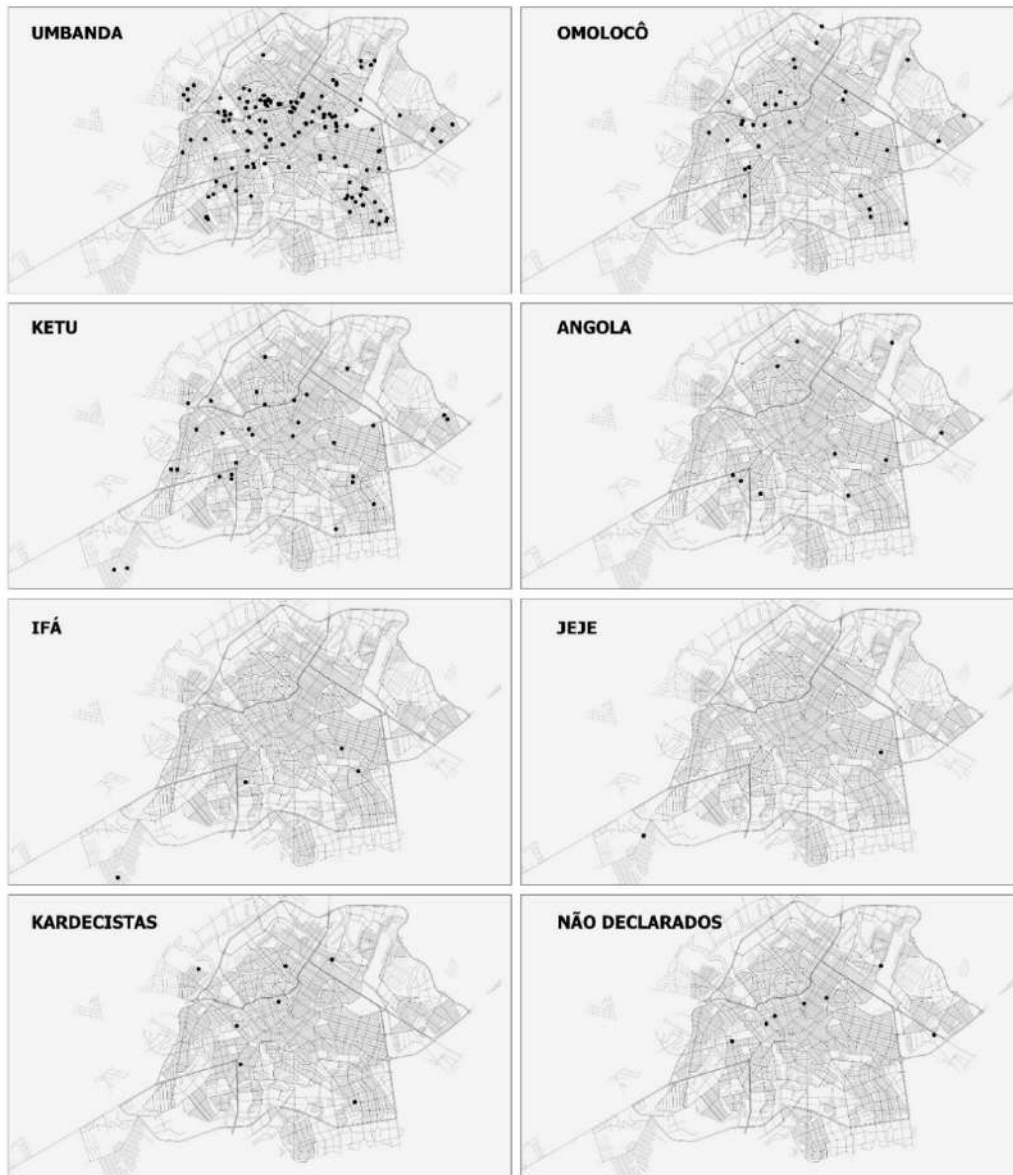 UMBANDA
OMOLOCÔ
KETU
ANGOLA
IFÁ
JEJE
KARDECISTAS
NÃO DECLARADOS